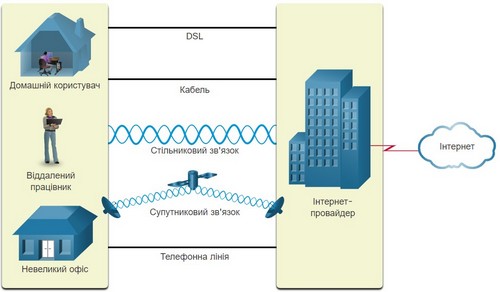 DSL
Домашній користувач
Кабель
Стільниковий зв'язок
Віддалений
працівник
Супутниковий зв'язок
Невеликий офіс
Телефонна лінія
Інтернет-
провайдер
Інтернет